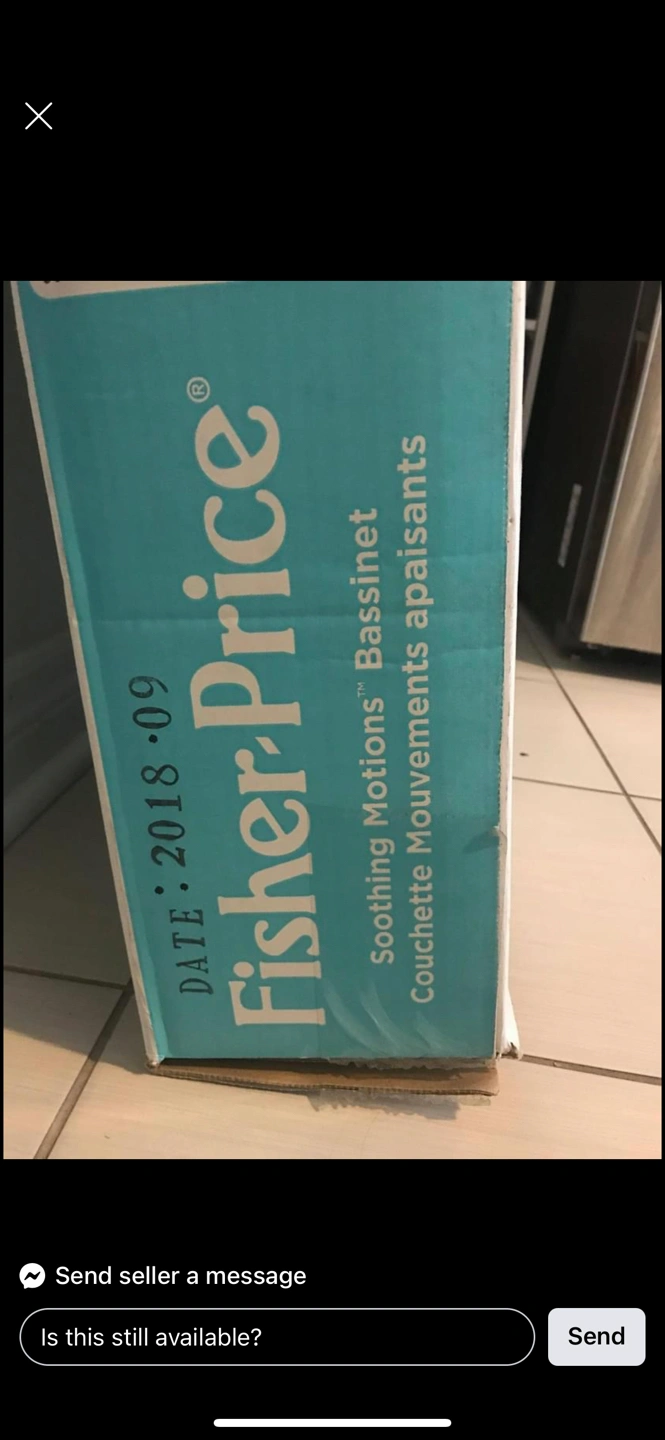 DATE: 2018.09
Fisher-Price®
Soothing Motions™ Bassinet
Couchette Mouvements apaisants
Send seller a message
Is this still available?
Send